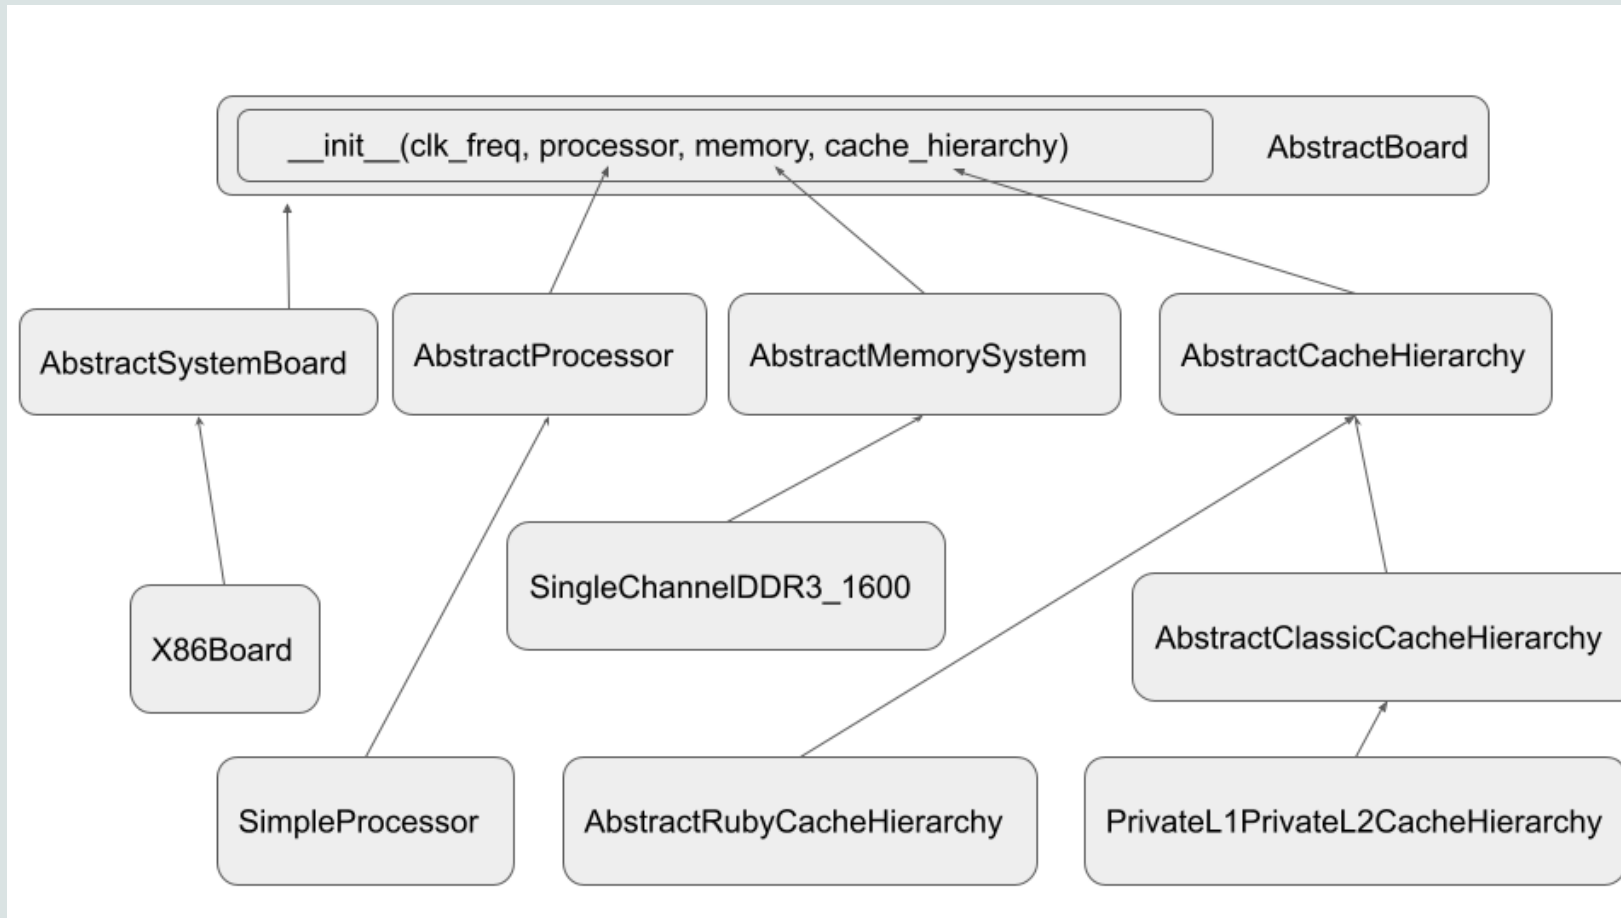 __init__(clk_freq, processor, memory, cache_hierarchy)
AbstractBoard
AbstractSystemBoard
AbstractProcessor
AbstractMemorySystem
AbstractCacheHierarchy
SingleChannelDDR3_1600
X86Board
AbstractClassicCacheHierarchy
SimpleProcessor
AbstractRubyCacheHierarchy
PrivateL1PrivateL2CacheHierarchy